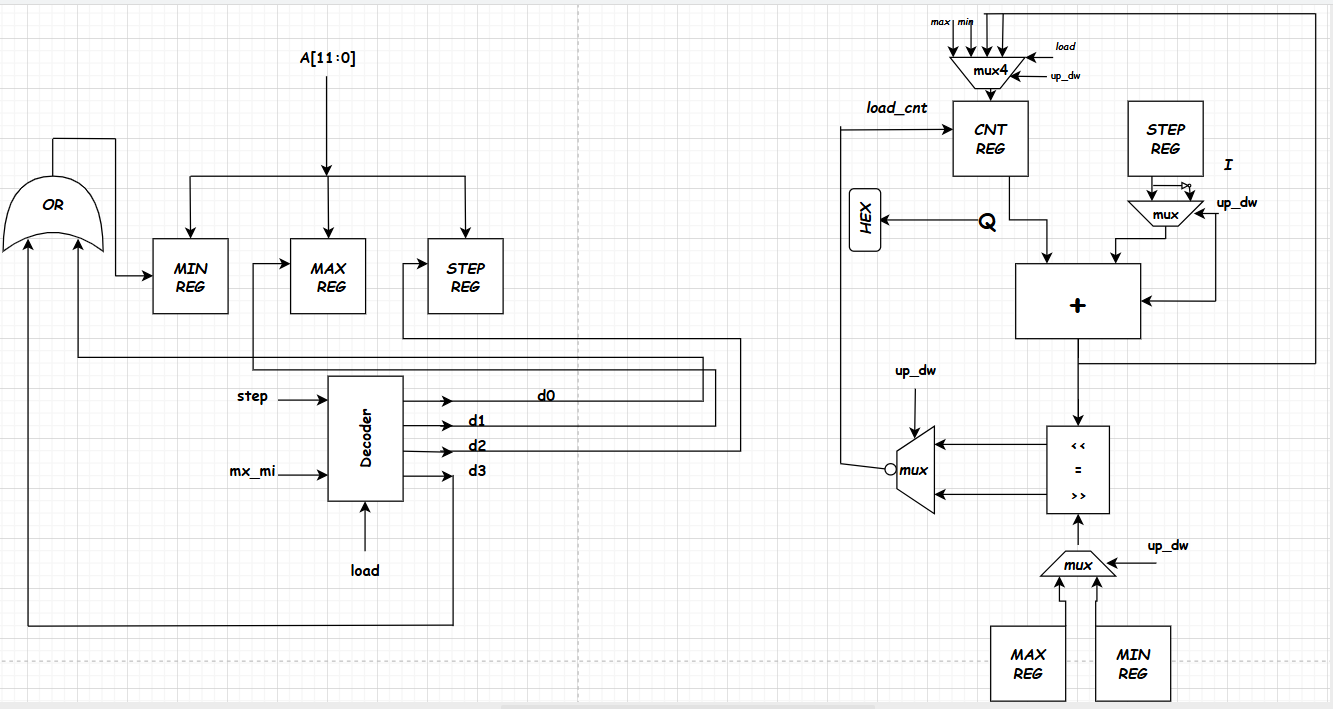 A[11:0]
OR
MIN
REG
MAX
REG
STEP
REG
step
mx_mi
Decoder
load
d0
d1
d2
d3
max
min
load
mux4
up_dw
load_cnt
CNT
REG
STEP
REG
I
HEX
Q
mux
up_dw
+
up_dw
mux
<<
=
>>
mux
up_dw
MAX
REG
MIN
REG